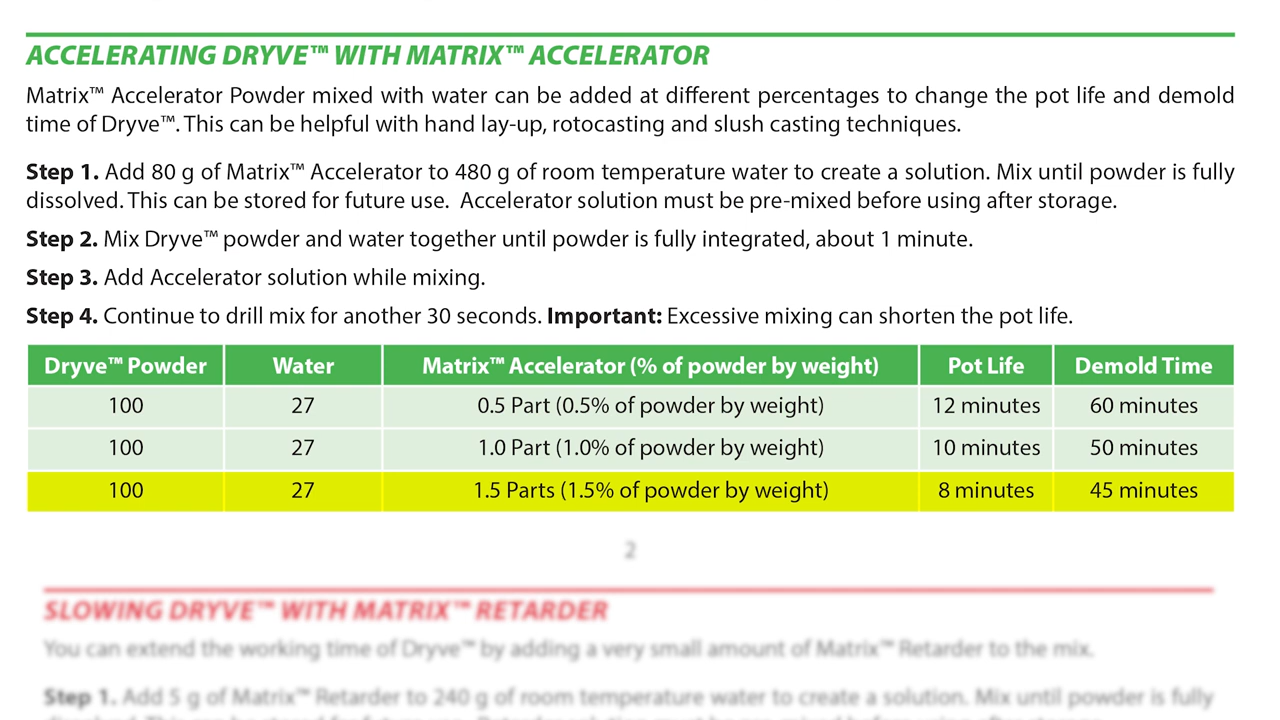 ACCELERATING DRYVE™ WITH MATRIX™ ACCELERATOR
Matrix™ Accelerator Powder mixed with water can be added at different percentages to change the pot life and demold
time of Dryve™. This can be helpful with hand lay-up, rotocasting and slush casting techniques.
Step 1. Add 80 g of Matrix™ Accelerator to 480 g of room temperature water to create a solution. Mix until powder is fully
dissolved. This can be stored for future use.  Accelerator solution must be pre-mixed before using after storage.
Step 2. Mix Dryve™ powder and water together until powder is fully integrated, about 1 minute.
Step 3. Add Accelerator solution while mixing.
Step 4. Continue to drill mix for another 30 seconds. Important: Excessive mixing can shorten the pot life.
Dryve™ Powder Water Matrix™ Accelerator (% of powder by weight) Pot Life Demold Time
100 27 0.5 Part (0.5% of powder by weight) 12 minutes 60 minutes
100 27 1.0 Part (1.0% of powder by weight) 10 minutes 50 minutes
100 27 1.5 Parts (1.5% of powder by weight) 8 minutes 45 minutes
2
SLOWING DRYVE™ WITH MATRIX™ RETARDER
You can extend the working time of Dryve™ by adding a very small amount of Matrix™ Retarder to the mix.
Step 1. Add 5 g of Matrix™ Retarder to 240 g of room temperature water to create a solution. Mix until powder is fully